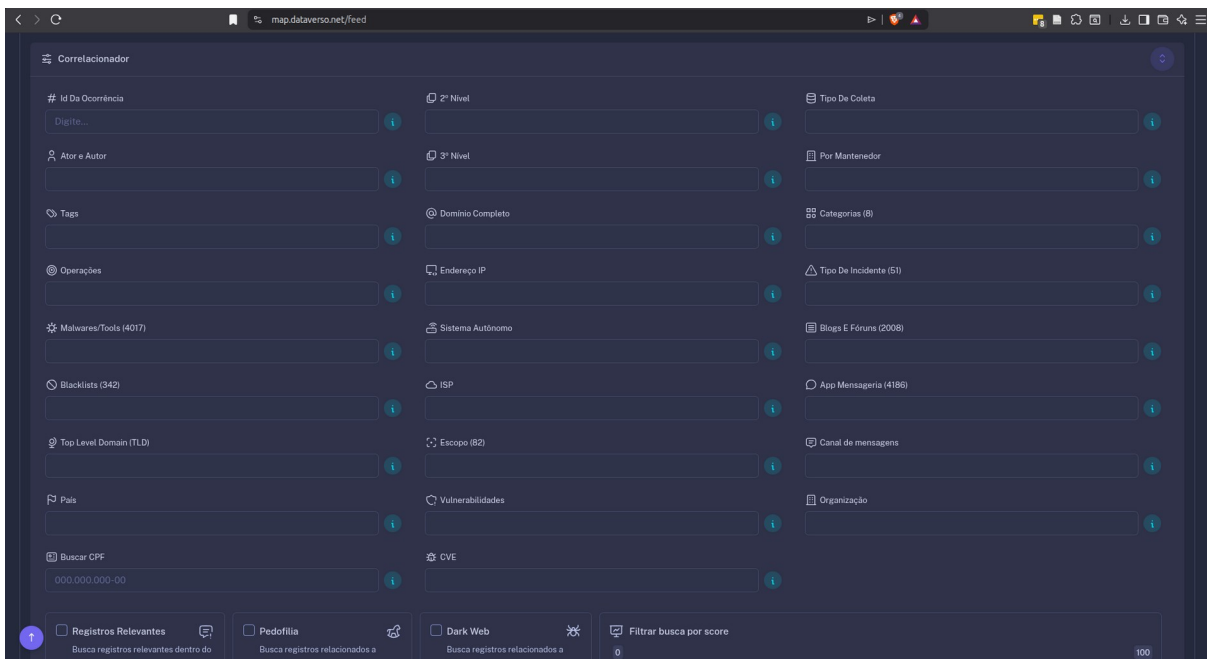 map.dataverso.net/feed
8
Correlacionador
Id Da Ocorrência
2º Nível
Tipo De Coleta
Digite...
Ator e Autor
3º Nível
Por Mantenedor
Tags
Domínio Completo
Categorias (8)
Operações
Endereço IP
Tipo De Incidente (51)
Malwares/Tools (4017)
Sistema Autônomo
Blogs E Fóruns (2008)
Blacklists (342)
ISP
App Mensageria (4186)
Top Level Domain (TLD)
Escopo (82)
Canal de mensagens
País
Vulnerabilidades
Organização
Buscar CPF
CVE
000.000.000-00
Registros Relevantes
Pedofilia
Dark Web
Filtrar busca por score
Busca registros relevantes dentro do
Busca registros relacionados a
Busca registros relacionados a
0
100